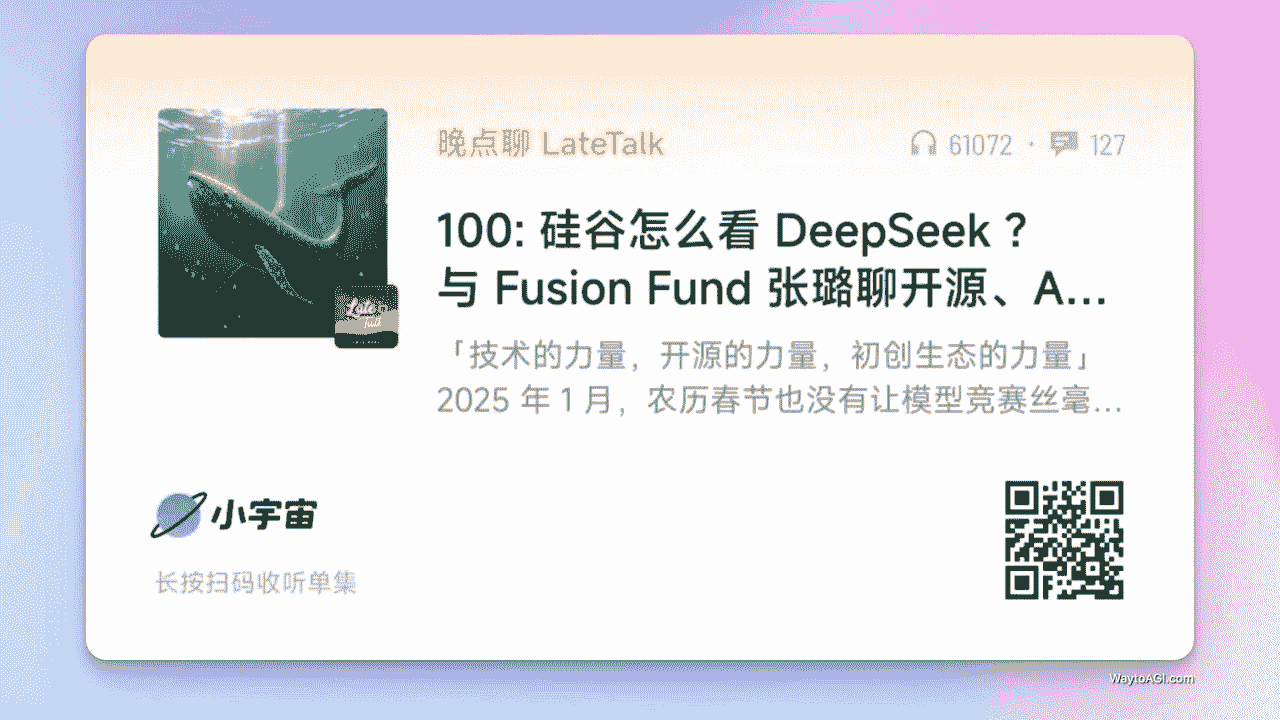 晚点聊 LateTalk
61072 · 127
100: 硅谷怎么看 DeepSeek ?
与 Fusion Fund 张璐聊开源、A...
「技术的力量，开源的力量，初创生态的力量」
2025 年 1 月，农历春节也没有让模型竞赛丝毫...
Late Talk
小宇宙
长按扫码收听单集
WaytoAGI.com